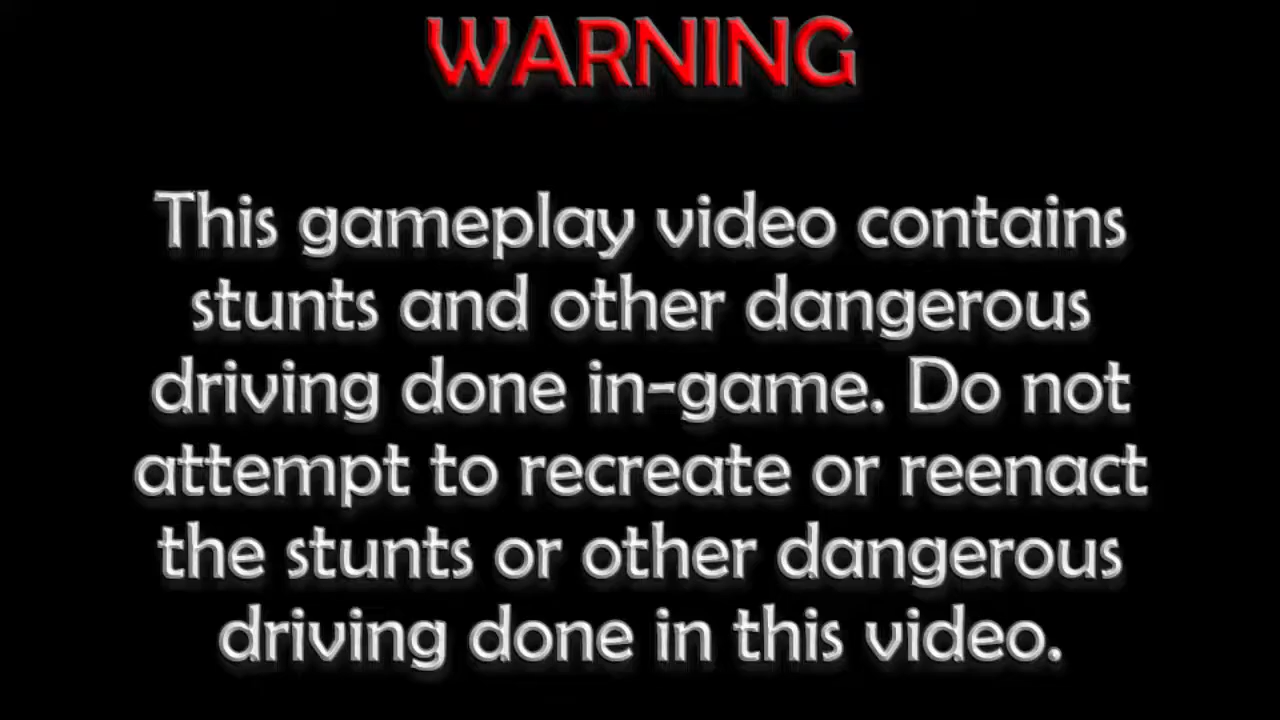 WARNING
This gameplay video contains
stunts and other dangerous
driving done in-game. Do not
attempt to recreate or reenact
the stunts or other dangerous
driving done in this video.